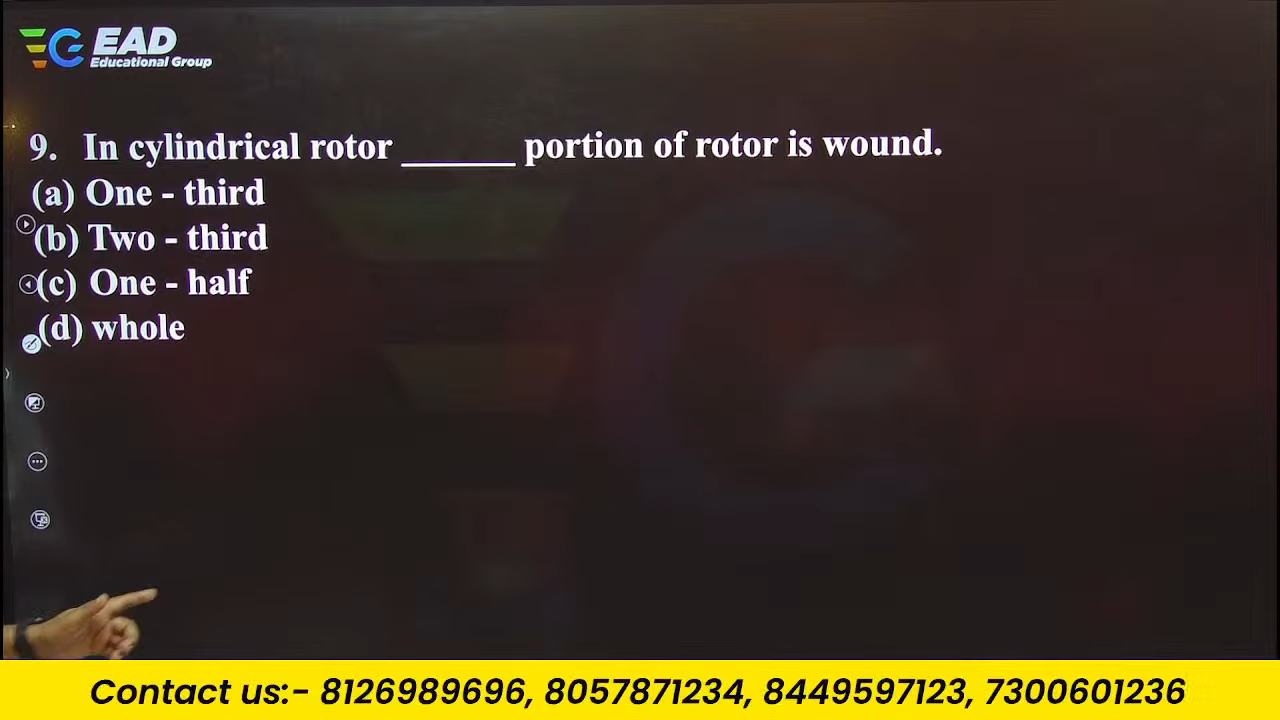 EAD
Educational Group
9. In cylindrical rotor ______ portion of rotor is wound.
(a) One - third
(b) Two - third
(c) One - half
(d) whole
Contact us:- 8126989696, 8057871234, 8449597123, 7300601236